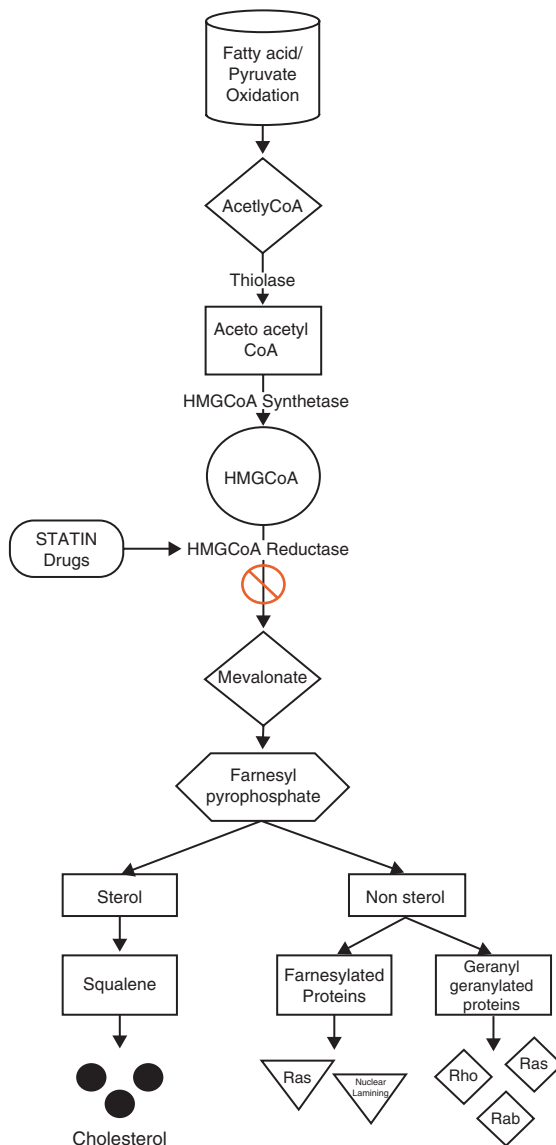 Fatty acid/
Pyruvate
Oxidation
AcetlyCoA
Thiolase
Aceto acetyl
CoA
HMGCoA Synthetase
HMGCoA
STATIN
Drugs
HMGCoA Reductase
Mevalonate
Farnesyl
pyrophosphate
Sterol
Non sterol
Squalene
Farnesylated
Proteins
Geranyl
geranylated
proteins
Ras
Nuclear
Lamining
Rho
Ras
Rab
Cholesterol